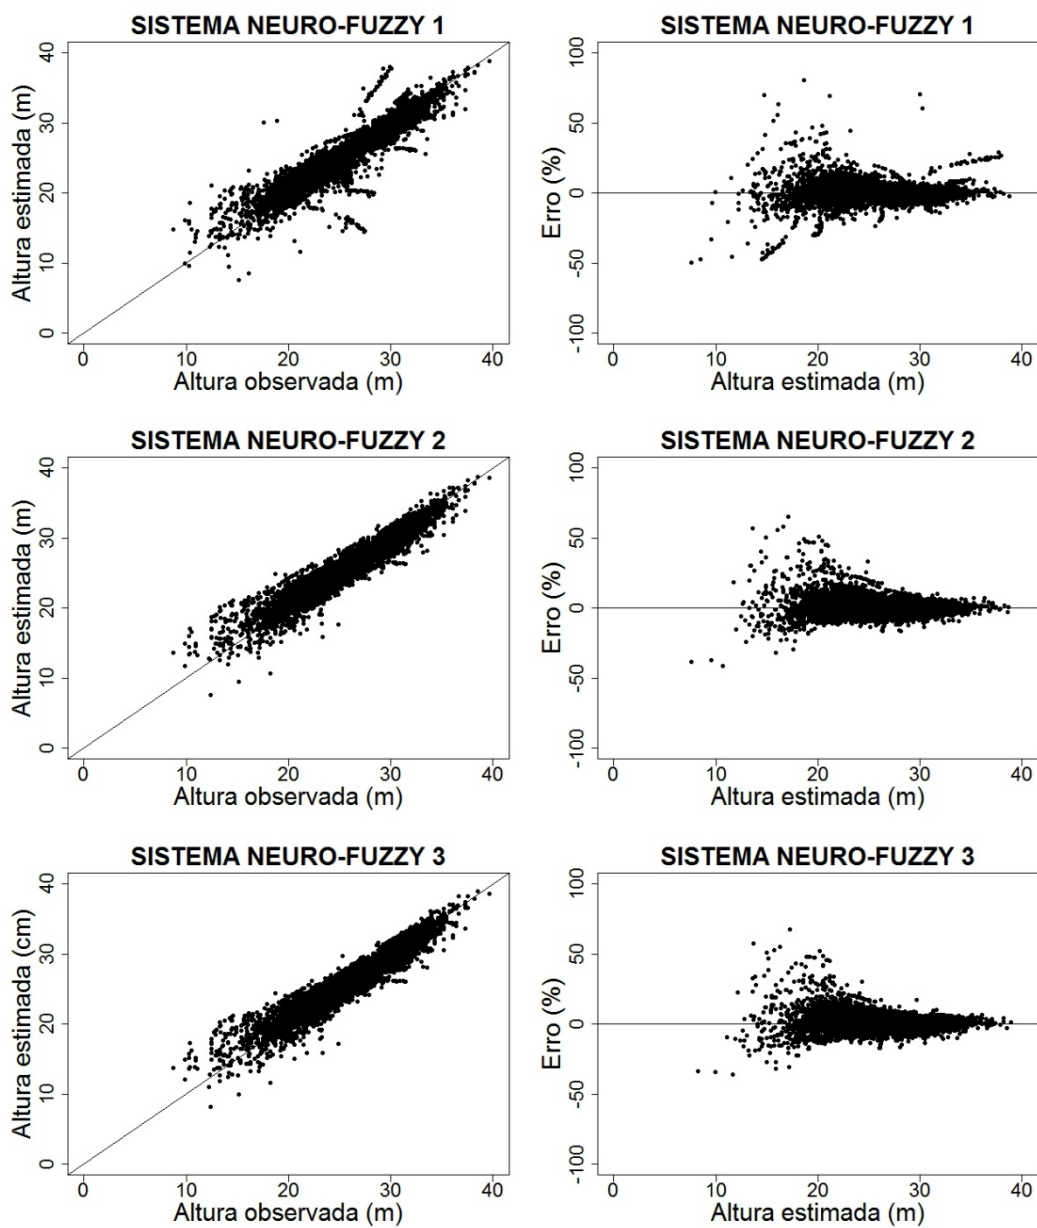 SISTEMA NEURO-FUZZY 1
Altura estimada (m)
0 10 20 30 40
0 10 20 30 40
Altura observada (m)
SISTEMA NEURO-FUZZY 1
Erro (%)
-100 -50 0 50 100
0 10 20 30 40
Altura estimada (m)
SISTEMA NEURO-FUZZY 2
Altura estimada (m)
0 10 20 30 40
0 10 20 30 40
Altura observada (m)
SISTEMA NEURO-FUZZY 2
Erro (%)
-100 -50 0 50 100
0 10 20 30 40
Altura estimada (m)
SISTEMA NEURO-FUZZY 3
Altura estimada (cm)
0 10 20 30 40
0 10 20 30 40
Altura observada (m)
SISTEMA NEURO-FUZZY 3
Erro (%)
-100 -50 0 50 100
0 10 20 30 40
Altura estimada (m)